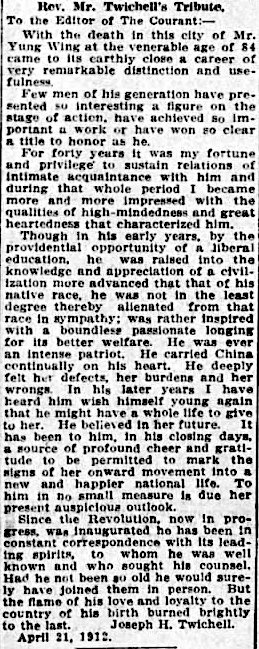 Rev. Mr. Twichell's Tribute.
To the Editor of The Courant:—
With the death in this city of Mr.
Yung Wing at the venerable age of 84
came to its earthly close a career of
very remarkable distinction and use-
fulness.
Few men of his generation have pre-
sented so interesting a figure on the
stage of action, have achieved so im-
portant a work or have won so clear
a title to honor as he.
For forty years it was my fortune
and privilege to sustain relations of
intimate acquaintance with him and
during that whole period I became
more and more impressed with the
qualities of high-mindedness and great
heartedness that characterized him.
Though in his early years, by the
providential opportunity of a liberal
education, he was raised into the
knowledge and appreciation of a civil-
ization more advanced that that of his
native race, he was not in the least
degree thereby alienated from that
race in sympathy; was rather inspired
with a boundless passionate longing
for its better welfare. He was ever
an intense patriot. He carried China
continually on his heart. He deeply
felt her defects, her burdens and her
wrongs. In his later years I have
heard him wish himself young again
that he might have a whole life to give
to her. He believed in her future. It
has been to him, in his closing days,
a source of profound cheer and grati-
tude to be permitted to mark the
signs of her onward movement into a
new and happier national life. To
him in no small measure is due her
present auspicious outlook.
Since the Revolution, now in pro-
gress, was inaugurated he has been in
constant correspondence with its lead-
ing spirits, to whom he was well
known and who sought his counsel.
Had he not been so old he would sure-
ly have joined them in person. But
the flame of his love and loyalty to the
country of his birth burned brightly
to the last. Joseph H. Twichell.
April 21, 1912.